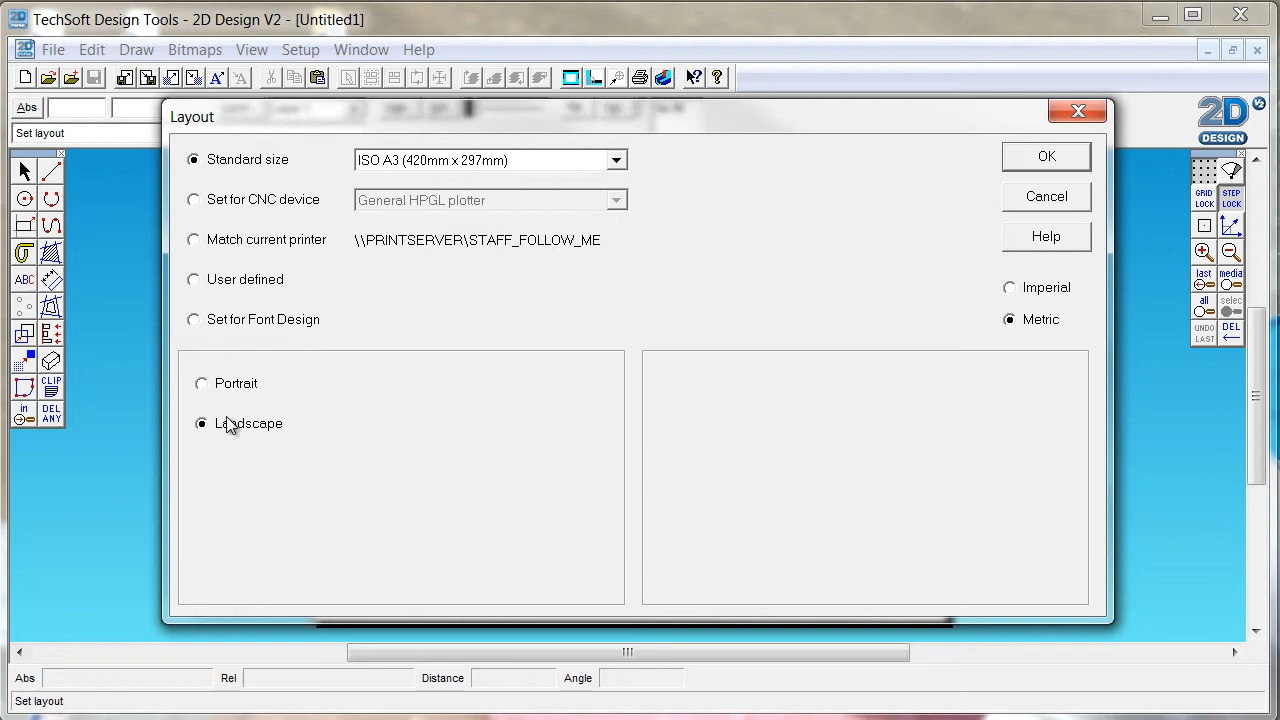 TechSoft Design Tools - 2D Design V2 - [Untitled1]
File Edit Draw Bitmaps View Setup Window Help
Abs
2D V2
DESIGN
Set layout
Layout
Standard size ISO A3 (420mm x 297mm) OK
Set for CNC device General HPGL plotter Cancel
Match current printer \\PRINTSERVER\STAFF_FOLLOW_ME Help
User defined Imperial
Set for Font Design Metric
Portrait
Landscape
ABC
CLIP
in DEL ANY
GRID LOCK STEP LOCK
last media
all selec
UNDO LAST DEL
Abs Rel Distance Angle
Set layout